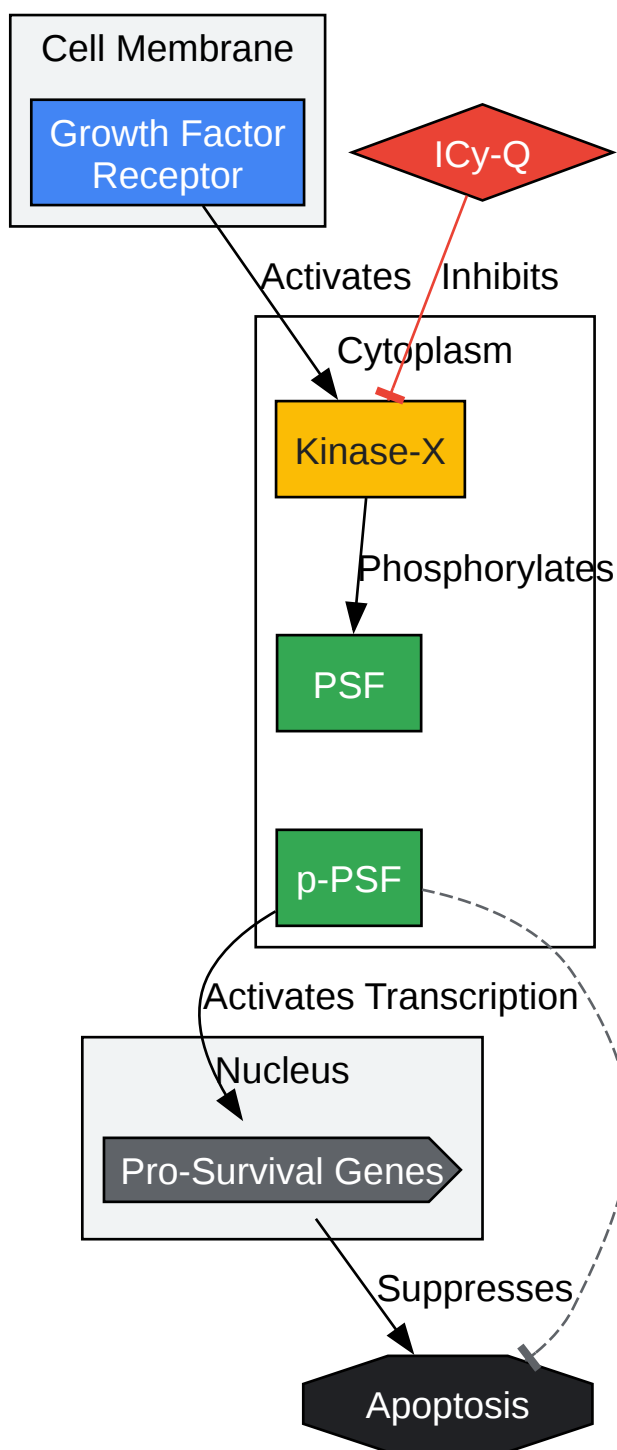 Cell Membrane
Growth Factor
Receptor
ICy-Q
Activates
Inhibits
Cytoplasm
Kinase-X
Phosphorylates
PSF
p-PSF
Activates Transcription
Nucleus
Pro-Survival Genes
Suppresses
Apoptosis